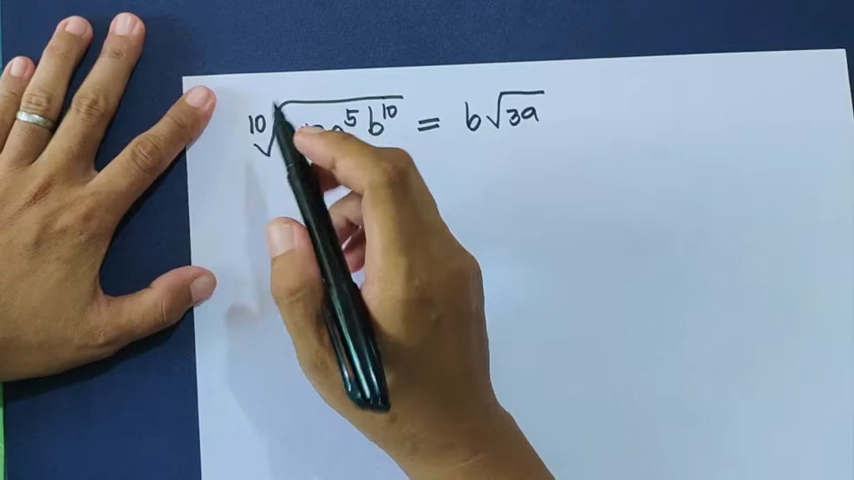 10√ a⁵b¹⁰ = b√3a